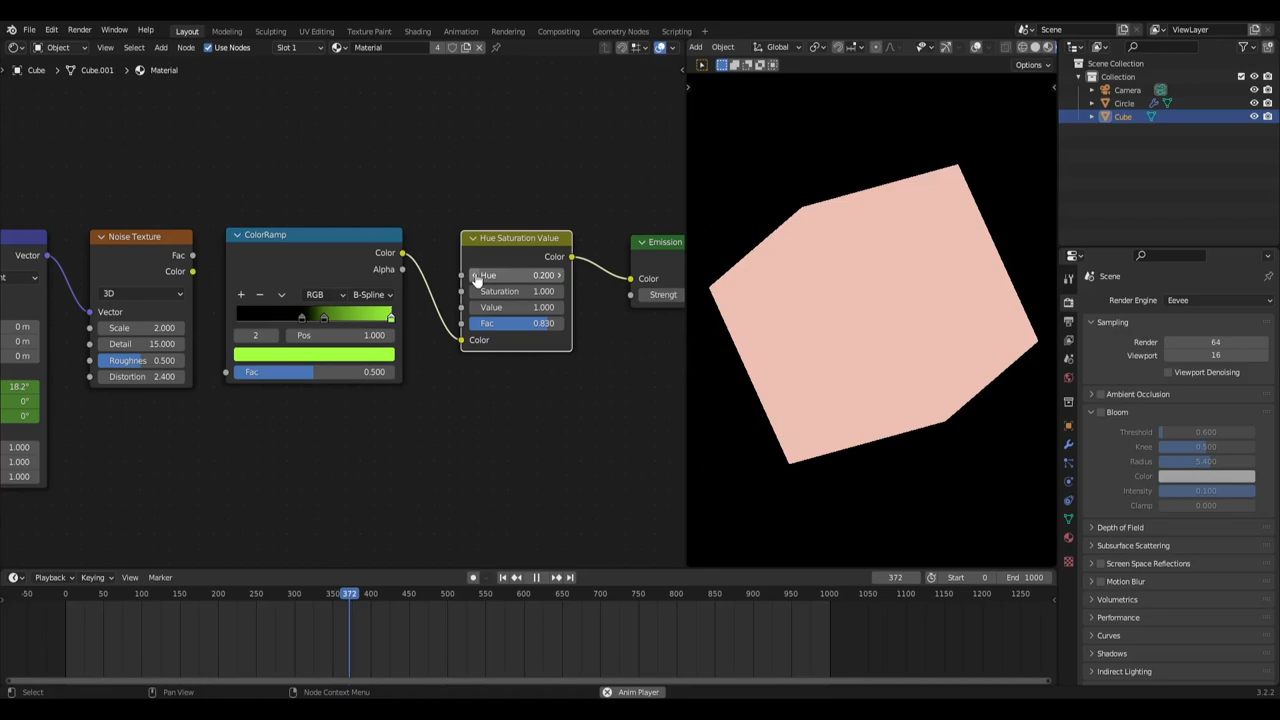 File Edit Render Window Help Layout Modeling Sculpting UV Editing Texture Paint Shading Animation Rendering Compositing Geometry Nodes Scripting Scene ViewLayer
Object View Select Add Node Use Nodes Slot 1 Material 4 Add Object Global
Options
Cube Cube.001 Material
Scene Collection
Collection
Camera
Circle
Cube
Vector
0 m
0 m
0 m
18.2°
0°
0°
1.000
1.000
1.000
Noise Texture
Fac
Color
3D
Vector
Scale 2.000
Detail 15.000
Roughnes 0.500
Distortion 2.400
ColorRamp
Color
Alpha
RGB B-Spline
2 Pos 1.000
Fac 0.500
Hue Saturation Value
Color
Hue 0.200
Saturation 1.000
Value 1.000
Fac 0.830
Color
Emission
Color
Strengt
Scene
Render Engine Eevee
Sampling
Render 64
Viewport 16
Viewport Denoising
Ambient Occlusion
Bloom
Threshold 0.600
Knee 0.500
Radius 5.400
Color
Intensity 0.100
Clamp 0.000
Depth of Field
Subsurface Scattering
Screen Space Reflections
Motion Blur
Volumetrics
Performance
Curves
Shadows
Indirect Lighting
Playback Keying View Marker 372 Start 0 End 1000
-50 0 50 100 150 200 250 300 350 372 400 450 500 550 600 650 700 750 800 850 900 950 1000 1050 1100 1150 1200 1250
Select Pan View Node Context Menu Anim Player 3.2.2